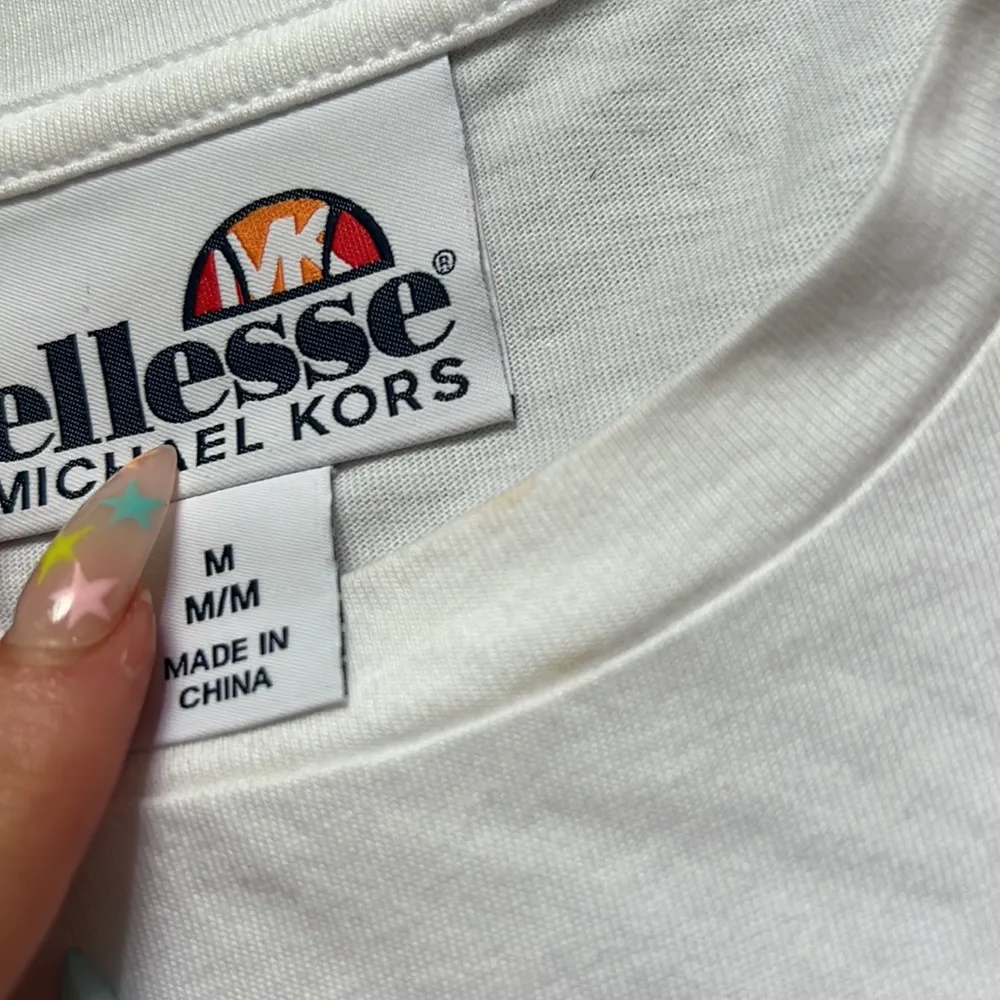 MK
ellesse®
MICHAEL KORS
M
M/M
MADE IN
CHINA